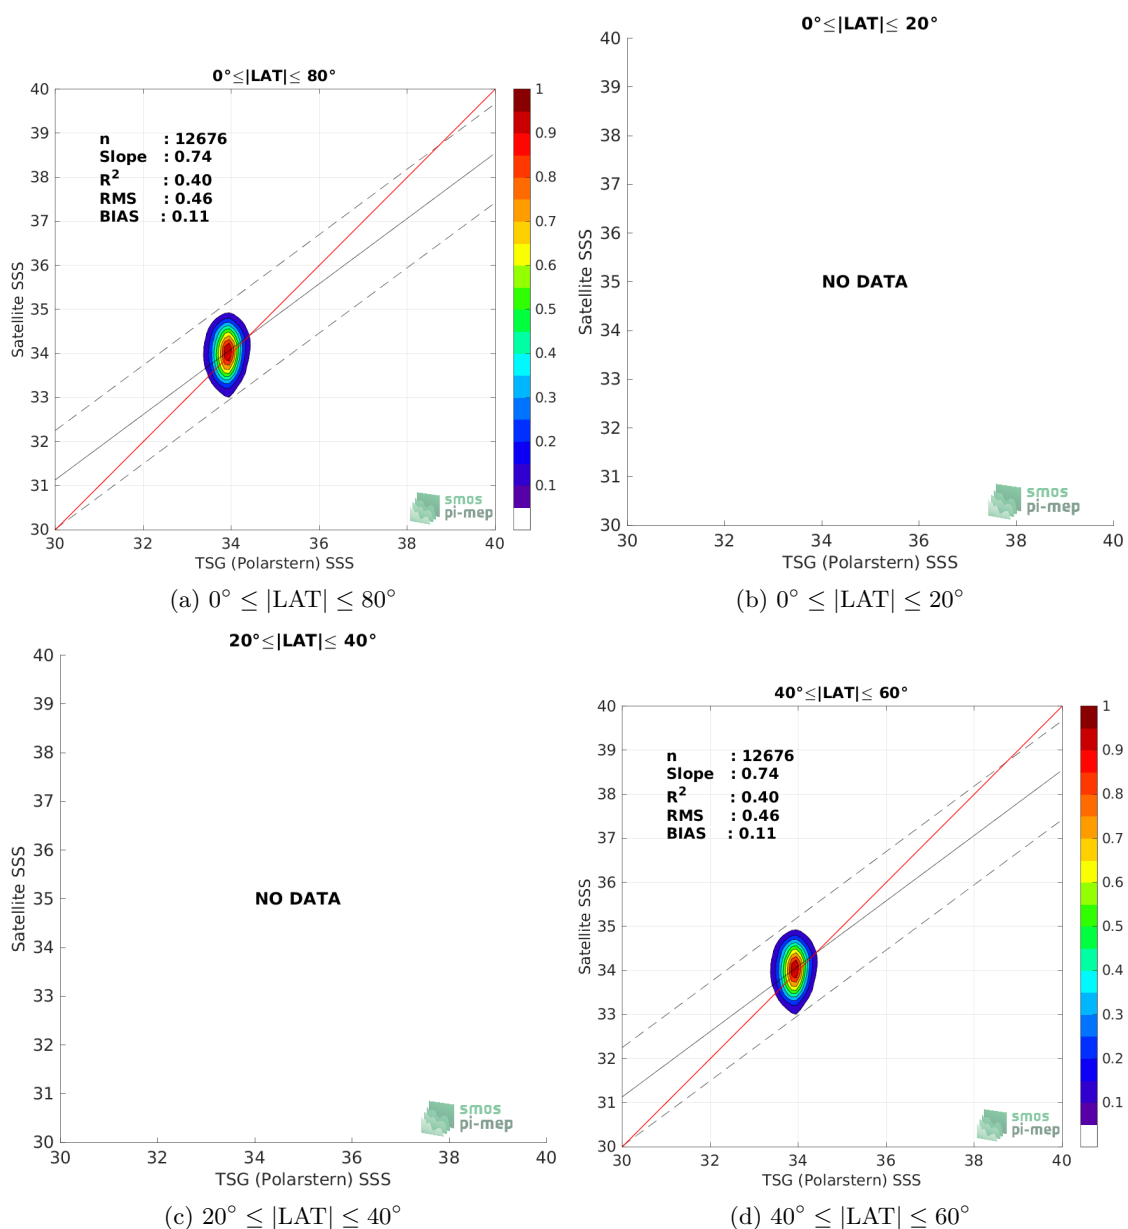 0°≤|LAT|≤ 80°
40
39
38
37
36
35
34
33
32
31
30
n : 12676
Slope : 0.74
R² : 0.40
RMS : 0.46
BIAS : 0.11
1
0.9
0.8
0.7
0.6
0.5
0.4
0.3
0.2
0.1
Satellite SSS
smos
pi-mep
30 32 34 36 38 40
TSG (Polarstern) SSS
(a) 0° ≤ |LAT| ≤ 80°
0°≤|LAT|≤ 20°
40
39
38
37
36
35
34
33
32
31
30
Satellite SSS
NO DATA
smos
pi-mep
30 32 34 36 38 40
TSG (Polarstern) SSS
(b) 0° ≤ |LAT| ≤ 20°
20°≤|LAT|≤ 40°
40
39
38
37
36
35
34
33
32
31
30
Satellite SSS
NO DATA
smos
pi-mep
30 32 34 36 38 40
TSG (Polarstern) SSS
(c) 20° ≤ |LAT| ≤ 40°
40°≤|LAT|≤ 60°
40
39
38
37
36
35
34
33
32
31
30
n : 12676
Slope : 0.74
R² : 0.40
RMS : 0.46
BIAS : 0.11
1
0.9
0.8
0.7
0.6
0.5
0.4
0.3
0.2
0.1
Satellite SSS
smos
pi-mep
30 32 34 36 38 40
TSG (Polarstern) SSS
(d) 40° ≤ |LAT| ≤ 60°